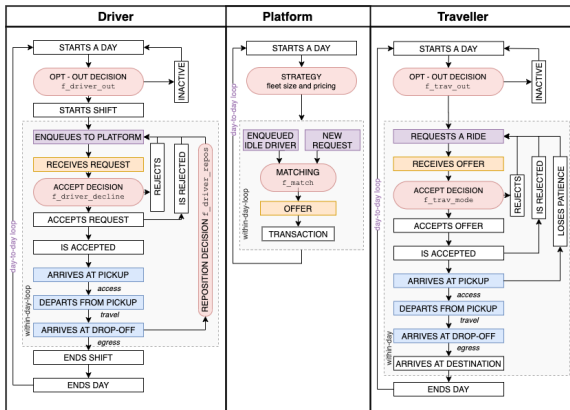 Driver
STARTS A DAY
OPT - OUT DECISION
f_driver_out
INACTIVE
STARTS SHIFT
ENQUEUES TO PLATFORM
RECEIVES REQUEST
ACCEPT DECISION
f_driver_decline
REJECTS
IS REJECTED
REPOSITION DECISION f_driver_repos
ACCEPTS REQUEST
IS ACCEPTED
ARRIVES AT PICKUP
access
DEPARTS FROM PICKUP
travel
ARRIVES AT DROP-OFF
egress
ENDS SHIFT
ENDS DAY
day-to-day loop
within-day-loop
Platform
STARTS A DAY
STRATEGY
fleet size and pricing
day-to-day loop
ENQUEUED
IDLE DRIVER
NEW
REQUEST
MATCHING
f_match
OFFER
TRANSACTION
within-day-loop
Traveller
STARTS A DAY
OPT - OUT DECISION
f_trav_out
INACTIVE
REQUESTS A RIDE
RECEIVES OFFER
ACCEPT DECISION
f_trav_mode
REJECTS
IS REJECTED
LOSES PATIENCE
ACCEPTS OFFER
IS ACCEPTED
ARRIVES AT PICKUP
access
DEPARTS FROM PICKUP
travel
ARRIVES AT DROP-OFF
egress
ARRIVES AT DESTINATION
ENDS DAY
day-to-day loop
within-day